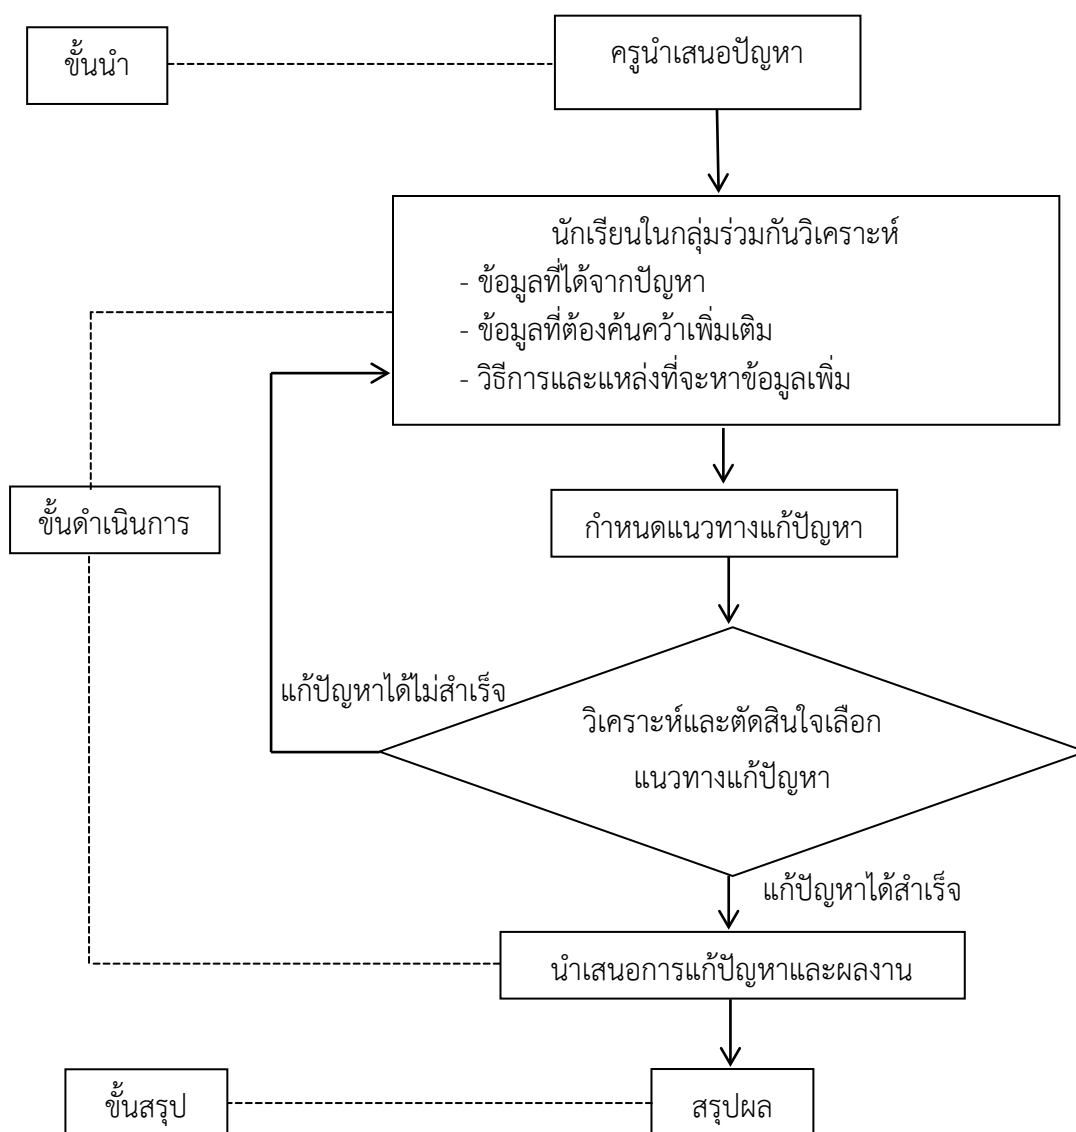 ขั้นนำ
ครูนำเสนอปัญหา
นักเรียนในกลุ่มร่วมกันวิเคราะห์
- ข้อมูลที่ได้จากปัญหา
- ข้อมูลที่ต้องค้นคว้าเพิ่มเติม
- วิธีการและแหล่งที่จะหาข้อมูลเพิ่ม
ขั้นดำเนินการ
กำหนดแนวทางแก้ปัญหา
แก้ปัญหาได้ไม่สำเร็จ
วิเคราะห์และตัดสินใจเลือก
แนวทางแก้ปัญหา
แก้ปัญหาได้สำเร็จ
นำเสนอการแก้ปัญหาและผลงาน
ขั้นสรุป
สรุปผล